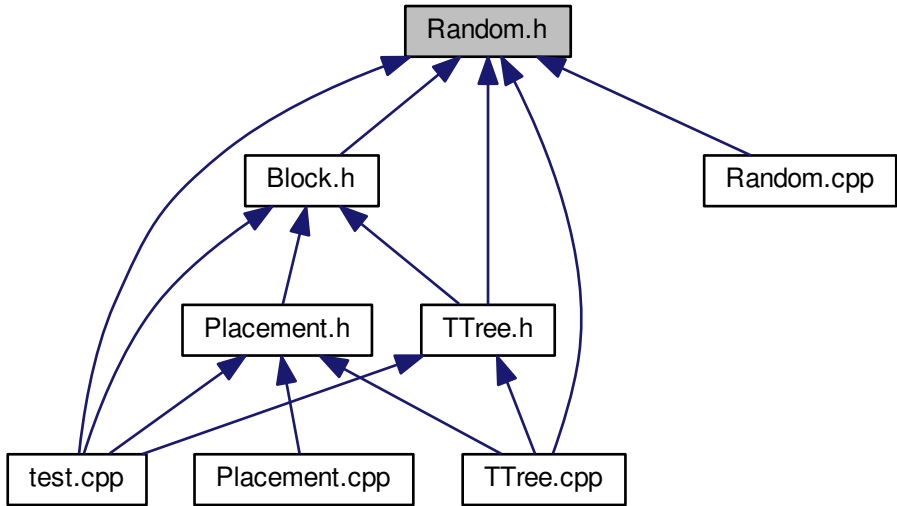 Random.h
Block.h
Random.cpp
Placement.h
TTree.h
test.cpp
Placement.cpp
TTree.cpp